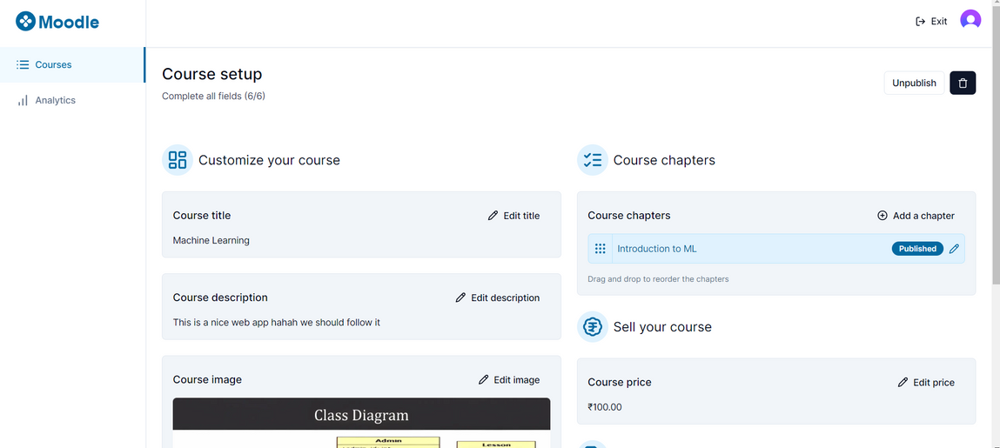 Moodle
Exit
Courses
Analytics
Course setup
Complete all fields (6/6)
Unpublish
Customize your course
Course title
Edit title
Machine Learning
Course description
Edit description
This is a nice web app hahah we should follow it
Course image
Edit image
Class Diagram
Admin
Lesson
Course chapters
Course chapters
Add a chapter
Introduction to ML
Published
Drag and drop to reorder the chapters
Sell your course
Course price
Edit price
₹100.00